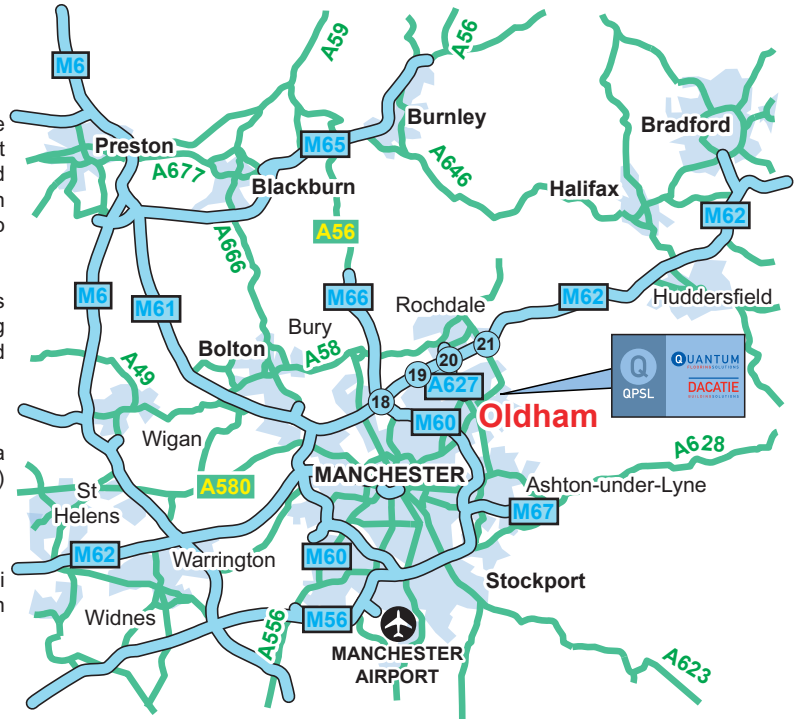 M6
A59
A56
e
t
d
n
o
Preston
M65
Burnley
Bradford
A677
Blackburn
A646
Halifax
A666
A56
M62
s
g
d
M6
M61
M66
Rochdale
M62
Huddersfield
Bury
Bolton
A58
21
20
19
A627
Q
QPSL
QUANTUM
FLOORINGSOLUTIONS
DACATIE
BUILDINGSOLUTIONS
A49
18
M60
Oldham
Wigan
a
)
MANCHESTER
A628
St
Helens
A580
Ashton-under-Lyne
M67
M62
Warrington
M60
Stockport
i
n
Widnes
A556
M56
MANCHESTER
AIRPORT
A623